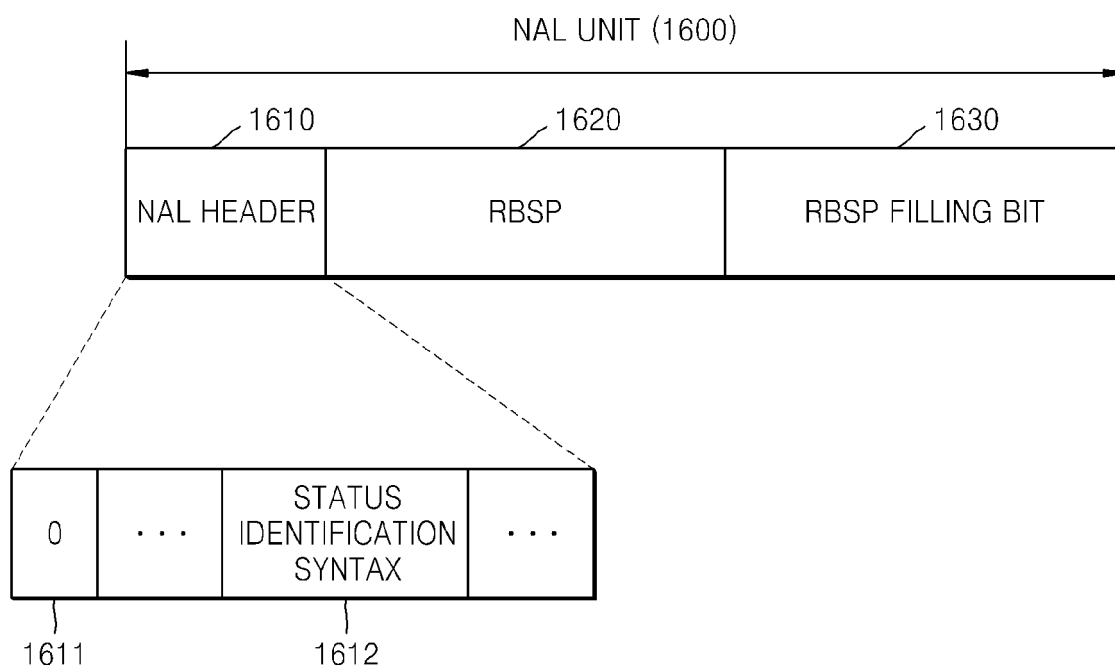 NAL UNIT (1600)
1610
1620
1630
NAL HEADER
RBSP
RBSP FILLING BIT
0
· · ·
STATUS
IDENTIFICATION
SYNTAX
· · ·
1611
1612